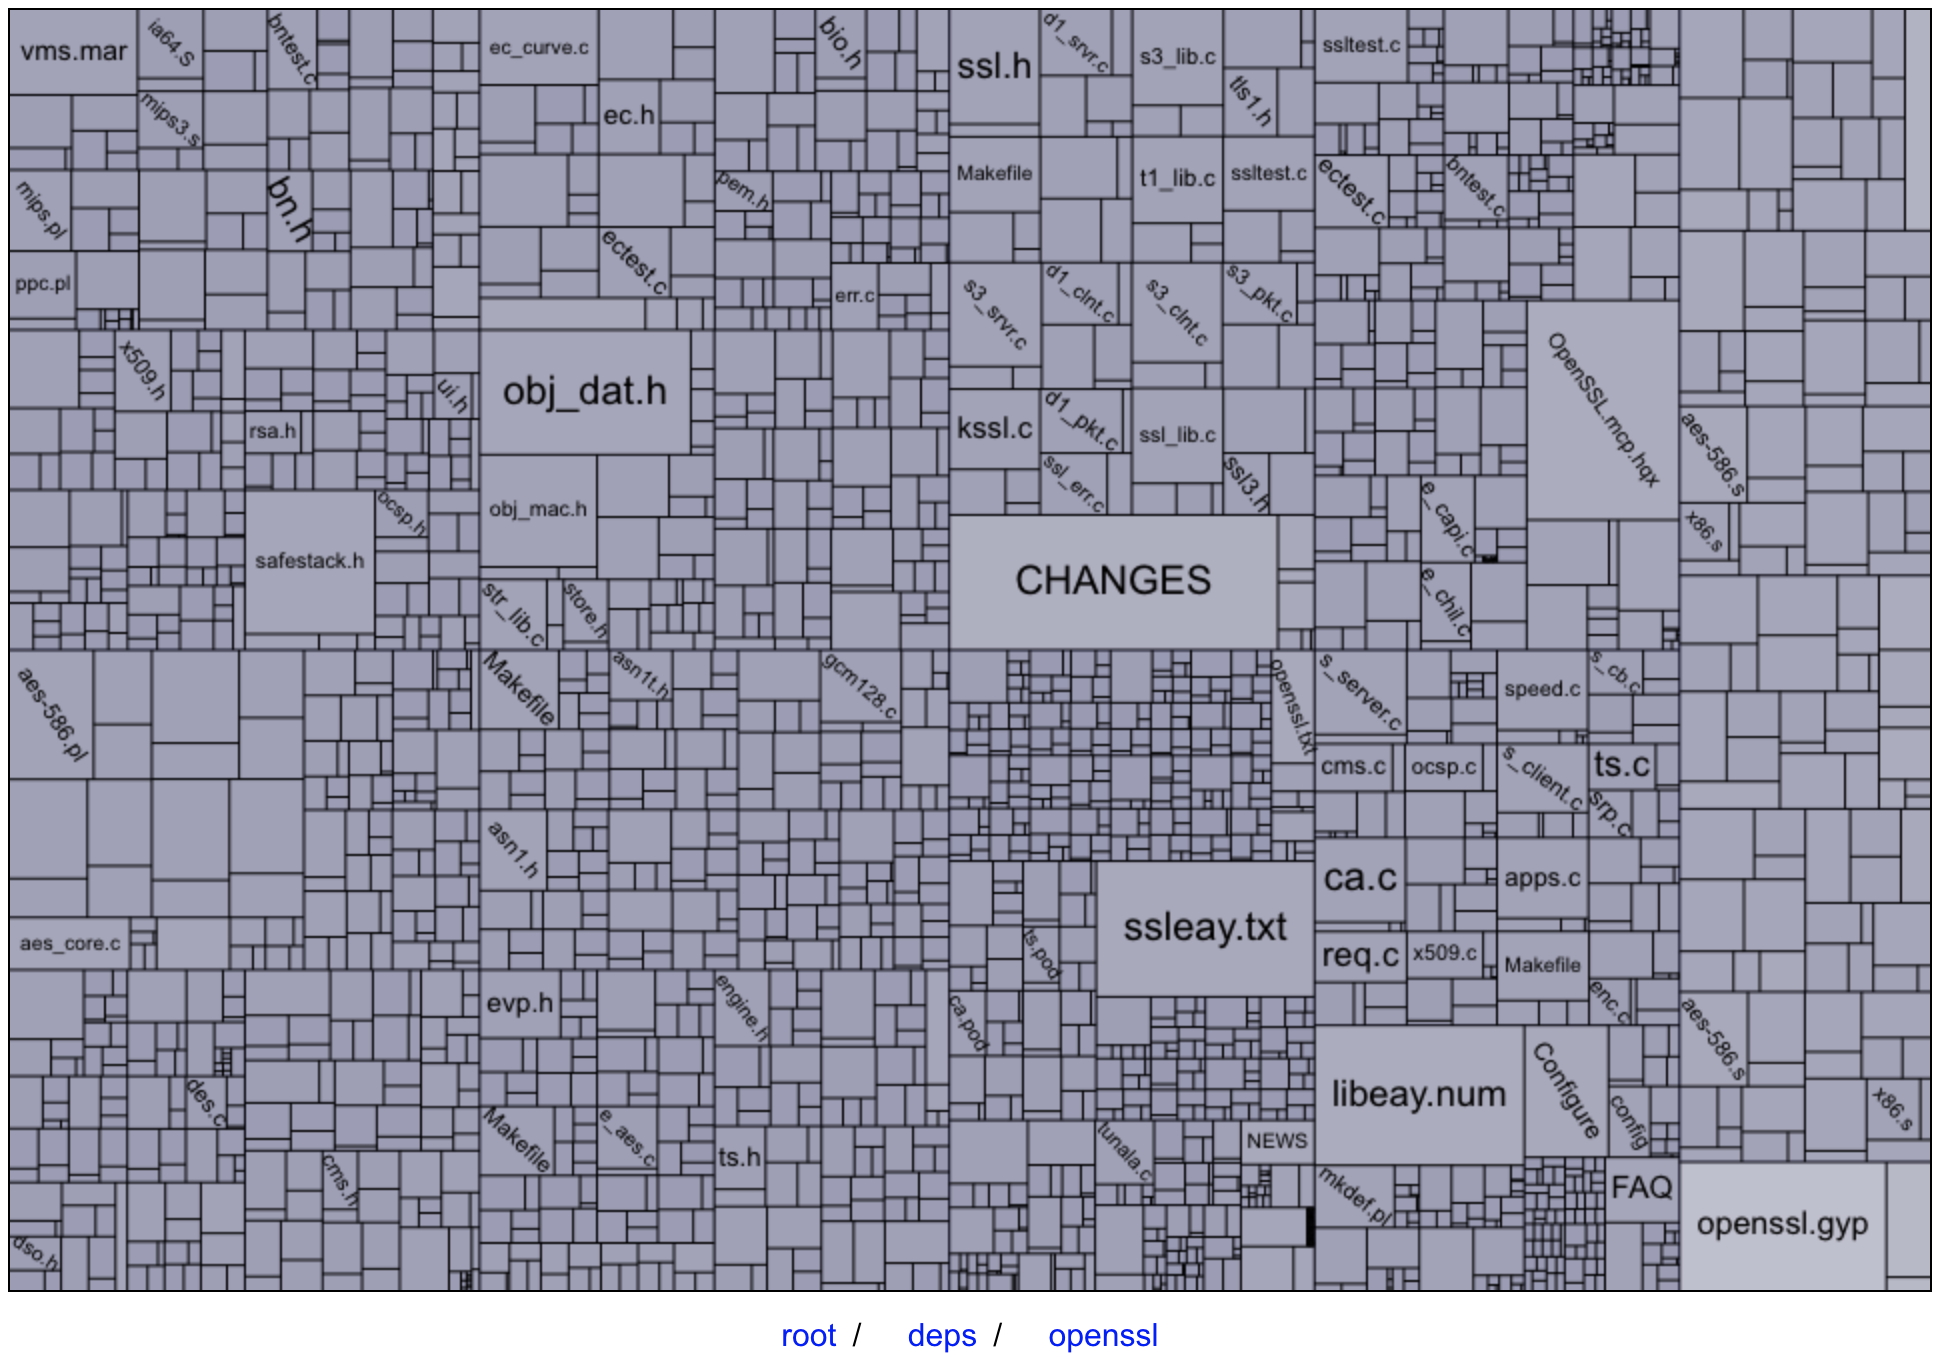 vms.mar
ia64.S
bntest.c
ec_curve.c
bio.h
ssl.h
d1_srvr.c
s3_lib.c
ssltest.c
mips3.s
ec.h
tls1.h
mips.pl
bn.h
pem.h
Makefile
t1_lib.c
ssltest.c
ectest.c
bntest.c
ppc.pl
ectest.c
err.c
s3_srvr.c
d1_clnt.c
s3_clnt.c
s3_pkt.c
x509.h
ui.h
obj_dat.h
OpenSSL.mcp.hqx
rsa.h
kssl.c
d1_pkt.c
ssl_lib.c
aes-586.s
ssl_err.c
ssl3.h
safestack.h
ocsp.h
obj_mac.h
e_capi.c
x86.s
CHANGES
str_lib.c
store.h
e_chil.c
aes-586.pl
Makefile
asn1t.h
gcm128.c
openssl.txt
s_server.c
speed.c
s_cb.c
cms.c
ocsp.c
s_client.c
ts.c
srp.c
asn1.h
ca.c
apps.c
aes_core.c
ts.pod
ssleay.txt
req.c
x509.c
Makefile
evp.h
engine.h
ca.pod
enc.c
aes-586.s
des.c
Makefile
e_aes.c
ts.h
tunala.c
NEWS
libeay.num
Configure
config
x86.s
cms.h
mkdef.pl
FAQ
dso.h
openssl.gyp
root / deps / openssl